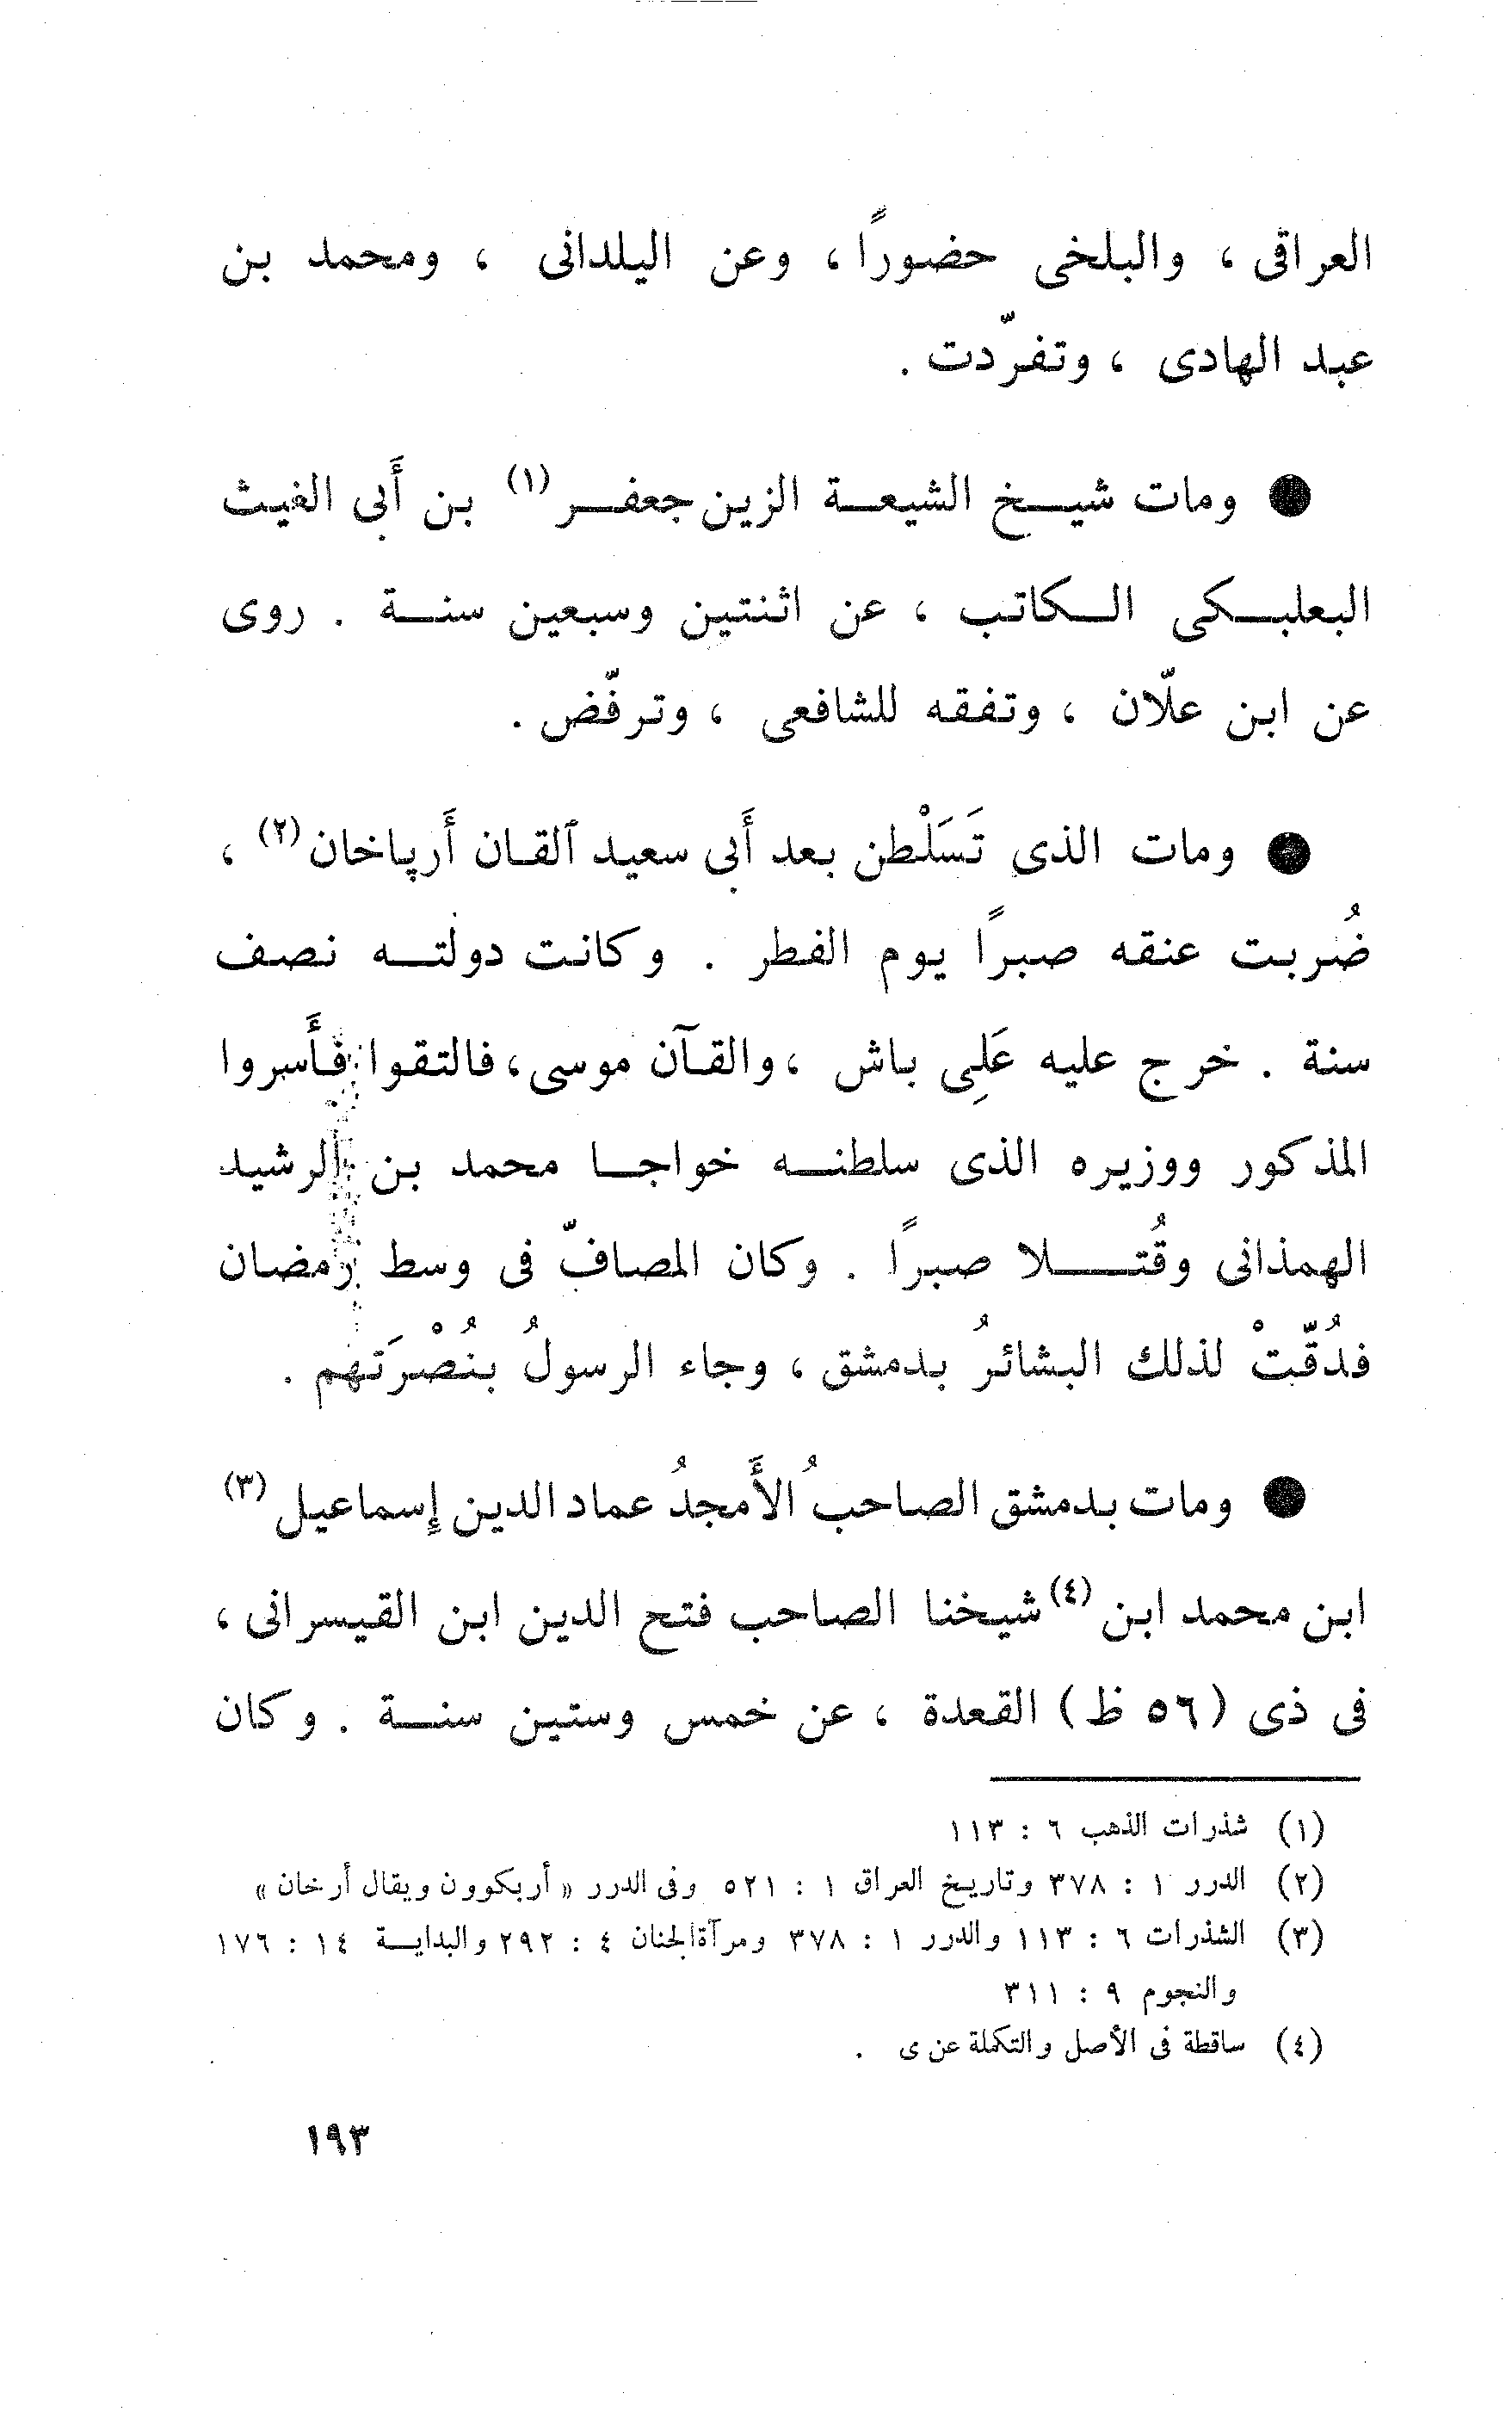 العراقى ، والبلخى حضورًا ، وعن اليلدانى ، ومحمد بن
عبد الهادى ، وتفرّدت .
● ومات شيخ الشيعة الزين جعفر (١) بن أَبى الغيث
البعلبكى الكاتب ، عن اثنتين وسبعين سنة . روى
عن ابن علّان ، وتفقه للشافعى ، وترفّض .
● ومات الذى تَسَلْطن بعد أَبى سعيد ٱلقان أَرپاخان (٢) ،
ضُربت عنقه صبرًا يوم الفطر . وكانت دولته نصف
سنة . خرج عليه عَلِى باش ، والقآن موسى ، فالتقوا فأَسروا
المذكور ووزيره الذى سلطنه خواجا محمد بن الرشيد
الهمذانى وقُتلا صبرًا . وكان المصافّ فى وسط رمضان
فدُقّتْ لذلك البشائرُ بدمشق ، وجاء الرسولُ بنُصْرَتهم .
● ومات بدمشق الصاحبُ الأَمجدُ عماد الدين إسماعيل (٣)
ابن محمد ابن (٤) شيخنا الصاحب فتح الدين ابن القيسرانى ،
فى ذى (٥٦ ظ) القعدة ، عن خمس وستين سنة . وكان
(١) شذرات الذهب ٦ : ١١٣
(٢) الدرر ١ : ٣٧٨ وتاريخ العراق ١ : ٥٢١ وفى الدرر « أربكوون ويقال أرخان »
(٣) الشذرات ٦ : ١١٣ والدرر ١ : ٣٧٨ ومرآة الجنان ٤ : ٢٩٢ والبداية ١٤ : ١٧٦
والنجوم ٩ : ٣١١
(٤) ساقطة فى الأصل والتكملة عن ى .
١٩٣